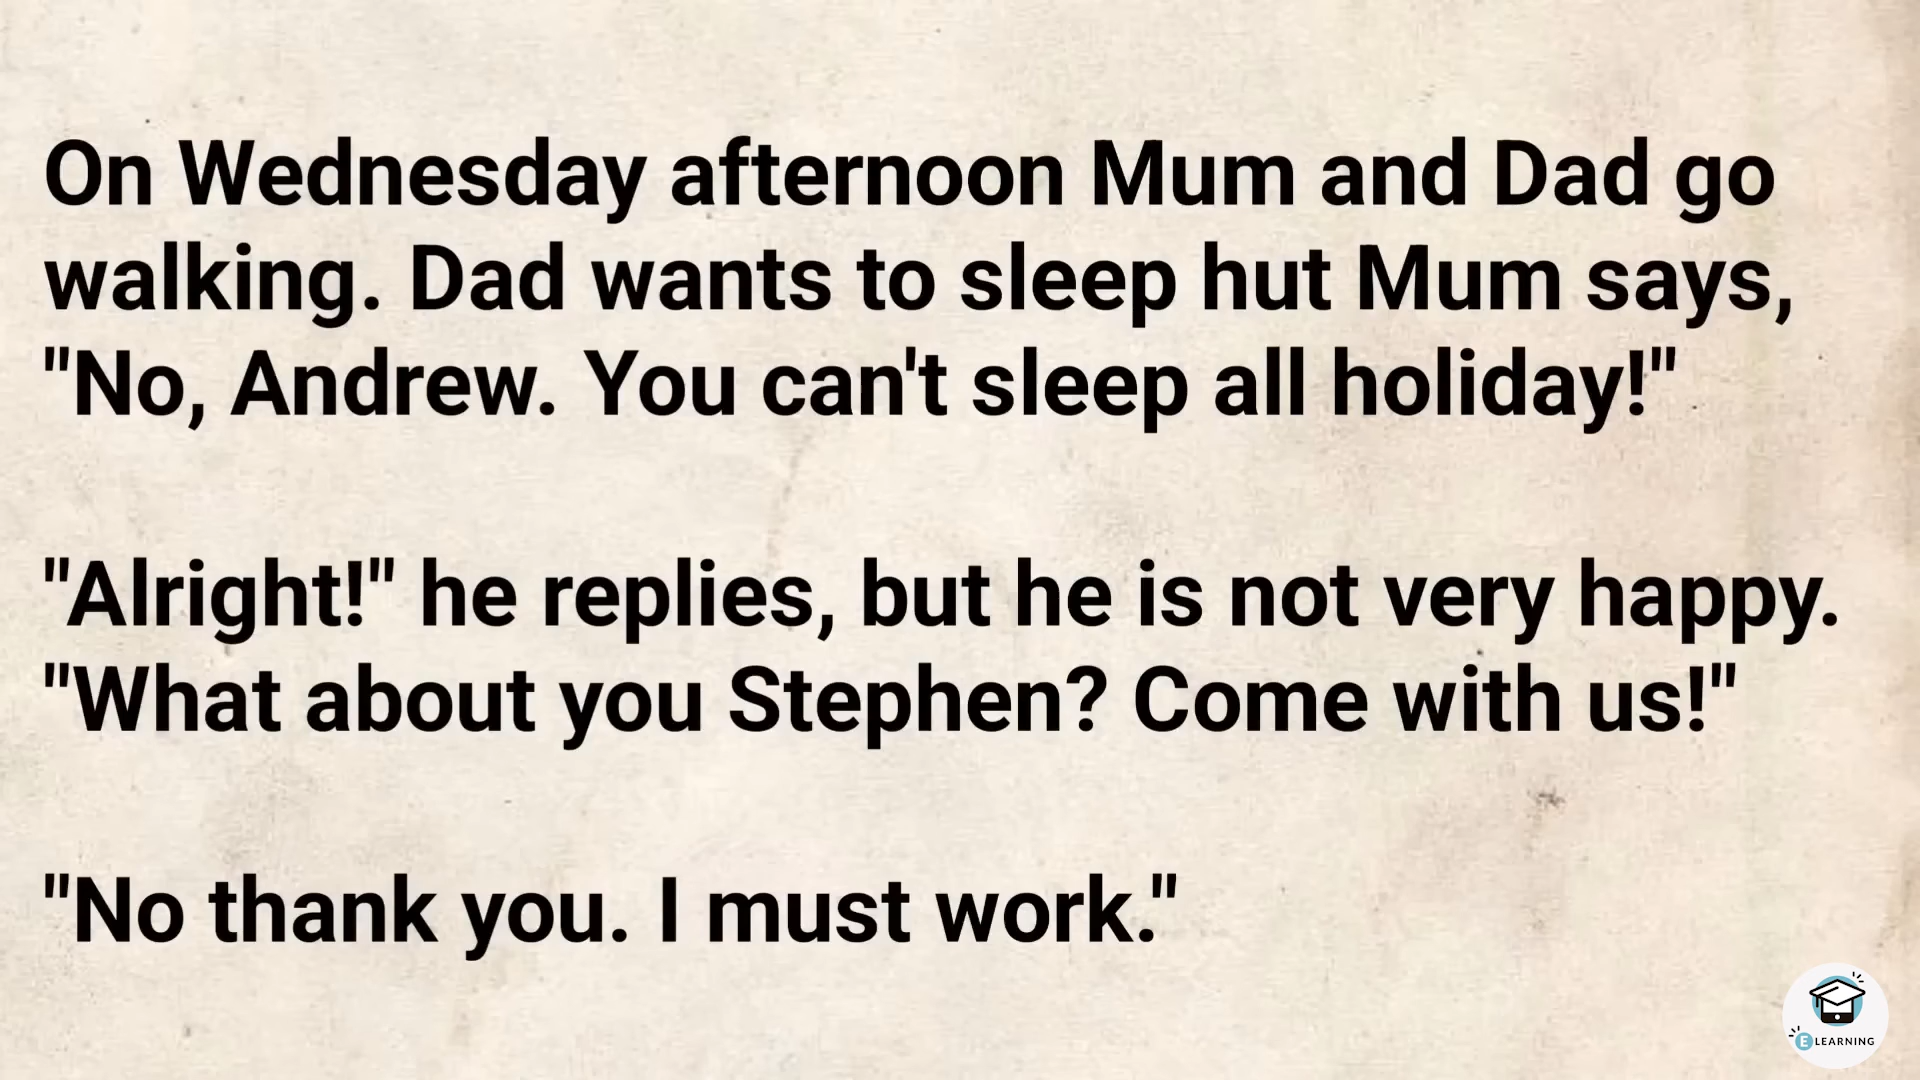 On Wednesday afternoon Mum and Dad go
walking. Dad wants to sleep hut Mum says,
"No, Andrew. You can't sleep all holiday!"
"Alright!" he replies, but he is not very happy.
"What about you Stephen? Come with us!"
"No thank you. I must work."
E LEARNING